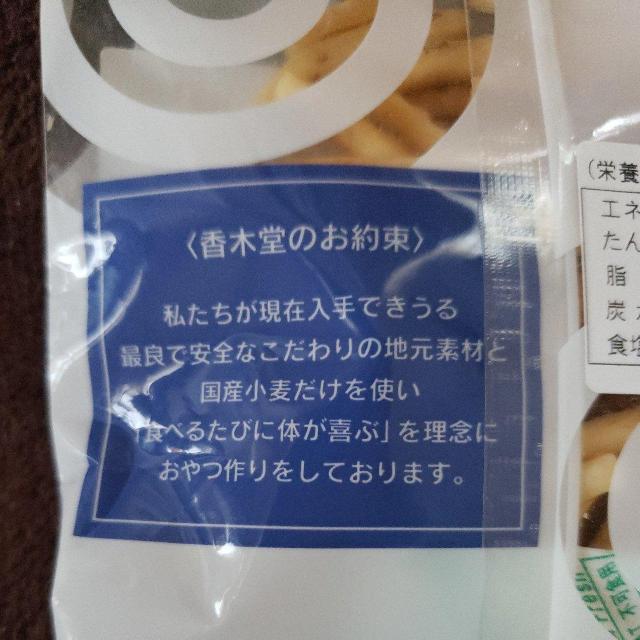 〈香木堂のお約束〉
私たちが現在入手できうる
最良で安全なこだわりの地元素材と
国産小麦だけを使い
「食べるたびに体が喜ぶ」を理念に
おやつ作りをしております。
(栄養
エネ
たん
脂
炭
食塩